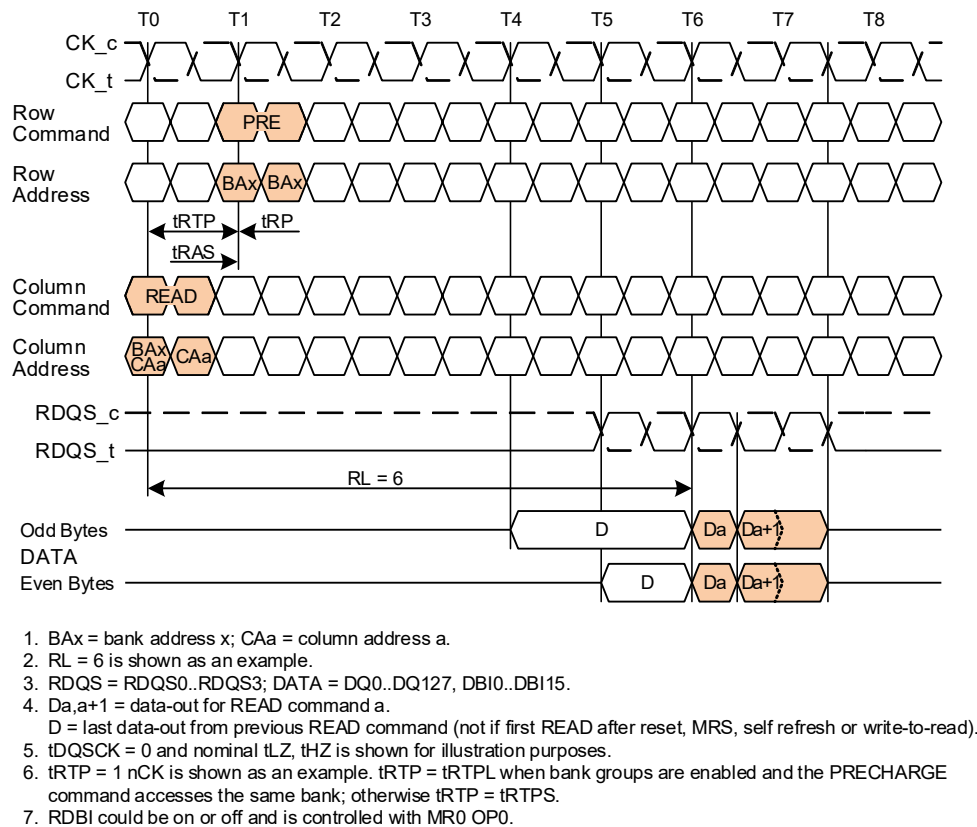 T0 T1 T2 T3 T4 T5 T6 T7 T8
CK_c
CK_t
Row
Command
PRE
Row
Address
BAx BAx
tRTP tRP
tRAS
Column
Command
READ
Column
Address
BAx
CAa
CAa
RDQS_c
RDQS_t
RL = 6
Odd Bytes
D Da Da+1
DATA
Even Bytes
D Da Da+1
1. BAx = bank address x; CAa = column address a.
2. RL = 6 is shown as an example.
3. RDQS = RDQS0..RDQS3; DATA = DQ0..DQ127, DBI0..DBI15.
4. Da,a+1 = data-out for READ command a.
D = last data-out from previous READ command (not if first READ after reset, MRS, self refresh or write-to-read).
5. tDQSCK = 0 and nominal tLZ, tHZ is shown for illustration purposes.
6. tRTP = 1 nCK is shown as an example. tRTP = tRTPL when bank groups are enabled and the PRECHARGE
command accesses the same bank; otherwise tRTP = tRTPS.
7. RDBI could be on or off and is controlled with MR0 OP0.